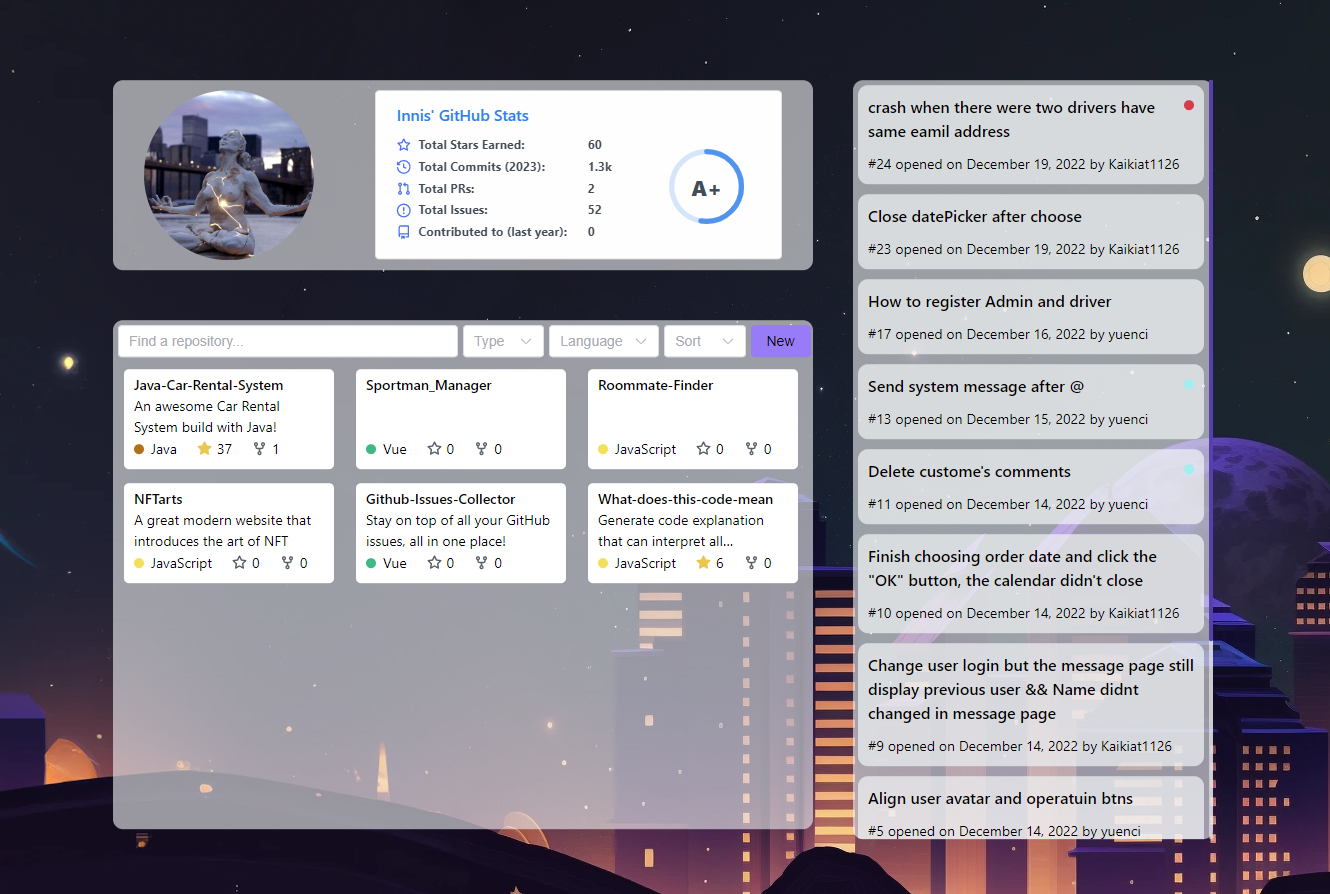 Innis' GitHub Stats
Total Stars Earned: 60
Total Commits (2023): 1.3k
Total PRs: 2
Total Issues: 52
Contributed to (last year): 0
A+
Find a repository...
Type
Language
Sort
New
Java-Car-Rental-System
An awesome Car Rental
System build with Java!
Java 37 1
Sportman_Manager
Vue 0 0
Roommate-Finder
JavaScript 0 0
NFTarts
A great modern website that
introduces the art of NFT
JavaScript 0 0
Github-Issues-Collector
Stay on top of all your GitHub
issues, all in one place!
Vue 0 0
What-does-this-code-mean
Generate code explanation
that can interpret all...
JavaScript 6 0
crash when there were two drivers have
same eamil address
#24 opened on December 19, 2022 by Kaikiat1126
Close datePicker after choose
#23 opened on December 19, 2022 by Kaikiat1126
How to register Admin and driver
#17 opened on December 16, 2022 by yuenci
Send system message after @
#13 opened on December 15, 2022 by yuenci
Delete custome's comments
#11 opened on December 14, 2022 by yuenci
Finish choosing order date and click the
"OK" button, the calendar didn't close
#10 opened on December 14, 2022 by Kaikiat1126
Change user login but the message page still
display previous user && Name didnt
changed in message page
#9 opened on December 14, 2022 by Kaikiat1126
Align user avatar and operatuin btns
#5 opened on December 14, 2022 by yuenci